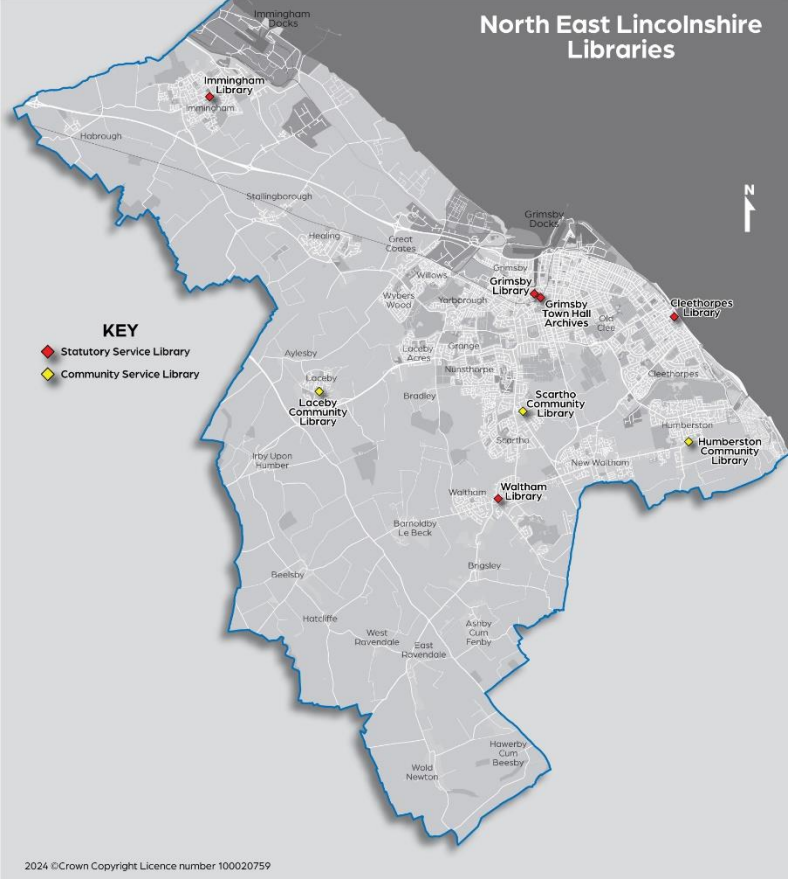 North East Lincolnshire
Libraries
Immingham
Docks
Immingham
Library
Immingham
Habrough
N
Stallingborough
Grimsby
Docks
Healing
Great
Coates
Grimsby
Willows
Grimsby
Library
Wybers
Wood
Yarborough
Grimsby
Town Hall
Archives
Cleethorpes
Library
Old
Clee
KEY
Statutory Service Library
Community Service Library
Grange
Laceby
Acres
Aylesby
Nunsthorpe
Cleethorpes
Laceby
Laceby
Community
Library
Bradley
Scartho
Community
Library
Humberston
Scartho
Humberston
Community
Library
Irby Upon
Humber
New Waltham
Waltham
Waltham
Library
Barnoldby
Le Beck
Brigsley
Beelsby
Hatcliffe
Ashby
Cum
Fenby
West
Ravendale
East
Ravendale
Hawerby
Cum
Beesby
Wold
Newton
2024 ©Crown Copyright Licence number 100020759